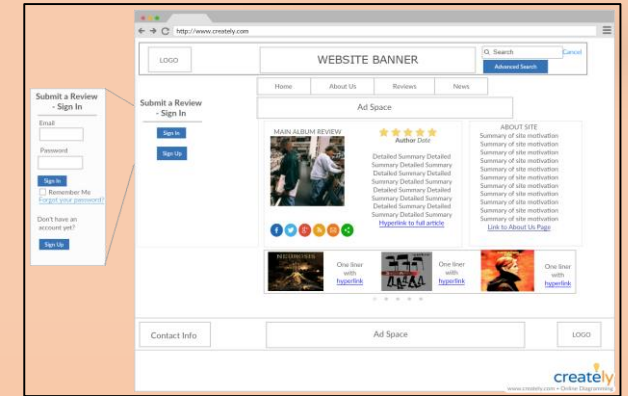 http://www.creately.com
LOGO
WEBSITE BANNER
Search
Cancel
Advanced Search
Home
About Us
Reviews
News
Ad Space
Submit a Review
- Sign In
Email
Password
Sign In
Remember Me
Forgot your password?
Don't have an
account yet?
Sign Up
Submit a Review
- Sign In
Sign In
Sign Up
MAIN ALBUM REVIEW
Author Date
Detailed Summary Detailed
Summary Detailed Summary
Detailed Summary Detailed
Summary Detailed Summary
Detailed Summary Detailed
Summary Detailed Summary
Detailed Summary Detailed
Summary Detailed Summary
Hyperlink to full article
ABOUT SITE
Summary of site motivation
Summary of site motivation
Summary of site motivation
Summary of site motivation
Summary of site motivation
Summary of site motivation
Summary of site motivation
Summary of site motivation
Summary of site motivation
Summary of site motivation
Summary of site motivation
Link to About Us Page
NEUROSIS
One liner
with
hyperlink
One liner
with
hyperlink
One liner
with
hyperlink
Contact Info
Ad Space
LOGO
creately
www.creately.com • Online Diagramming